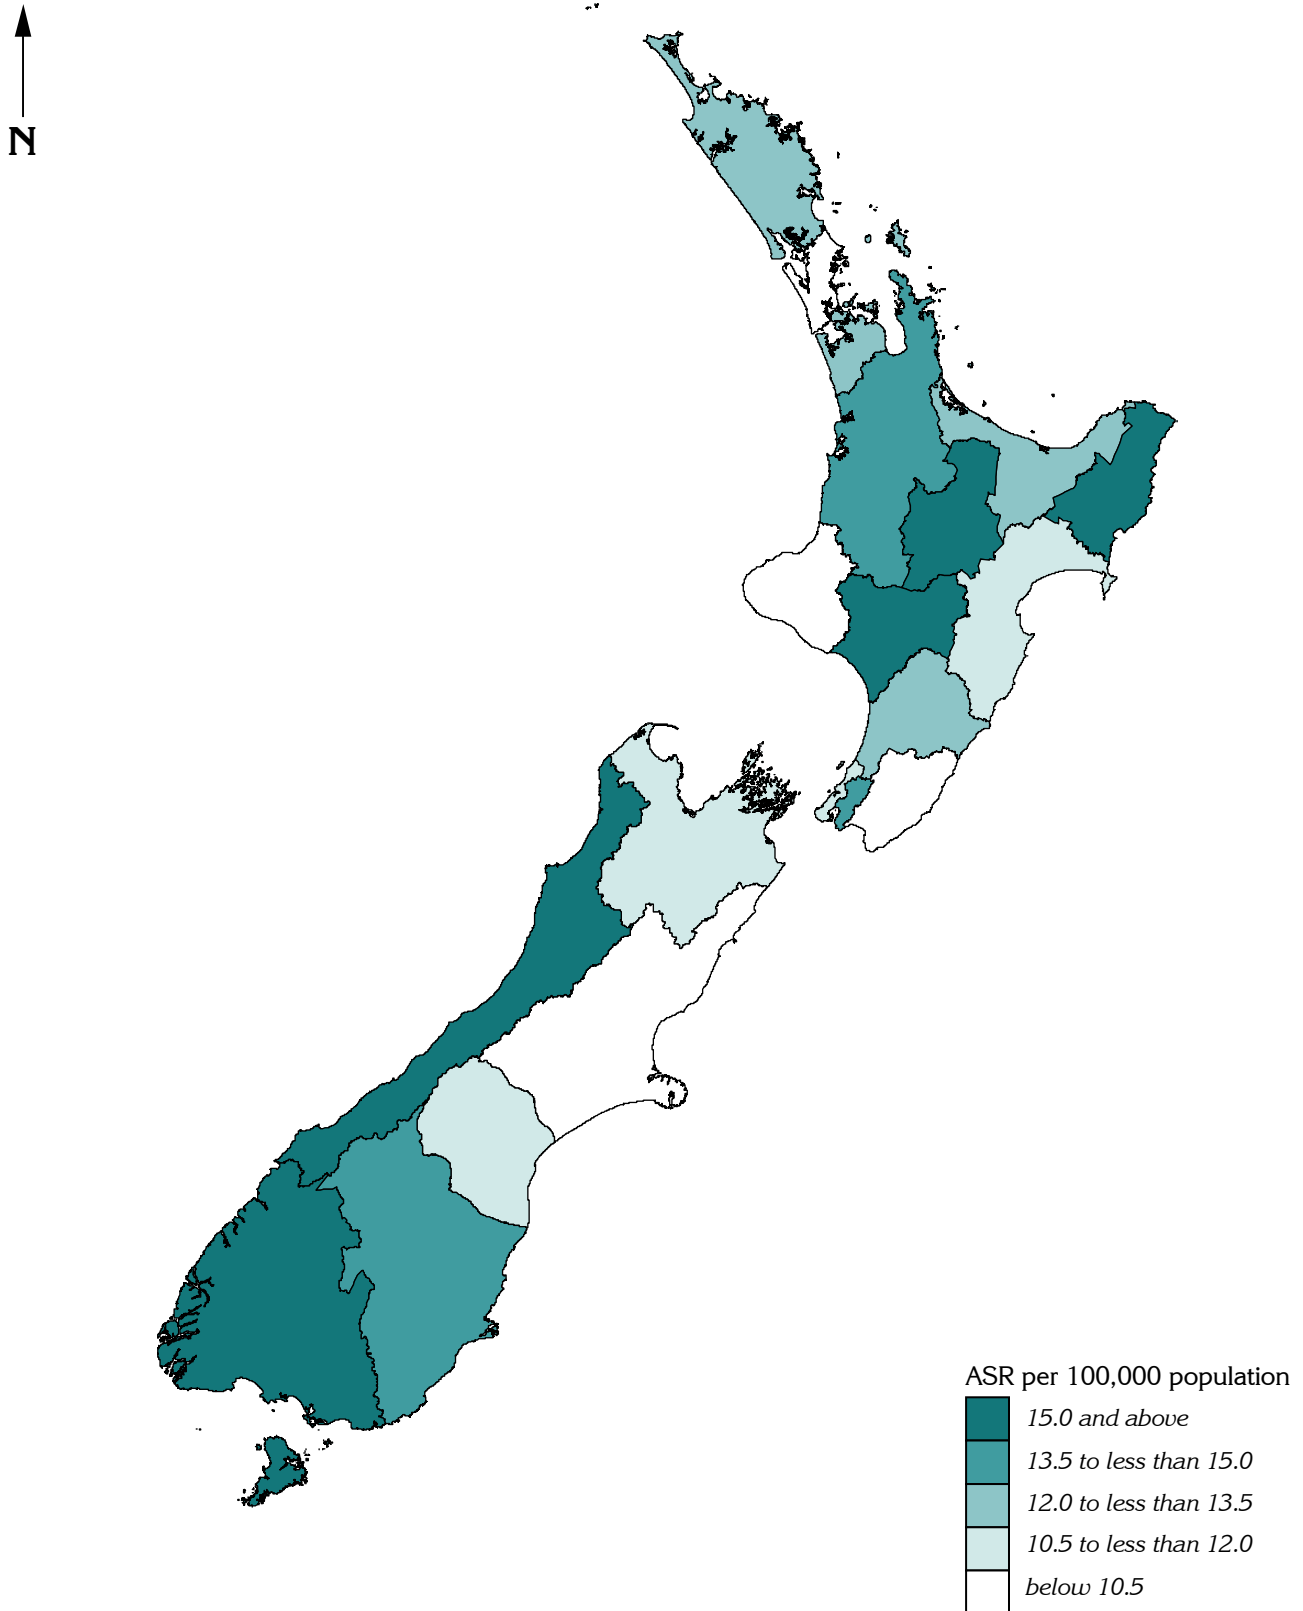 N
ASR per 100,000 population
15.0 and above
13.5 to less than 15.0
12.0 to less than 13.5
10.5 to less than 12.0
below 10.5